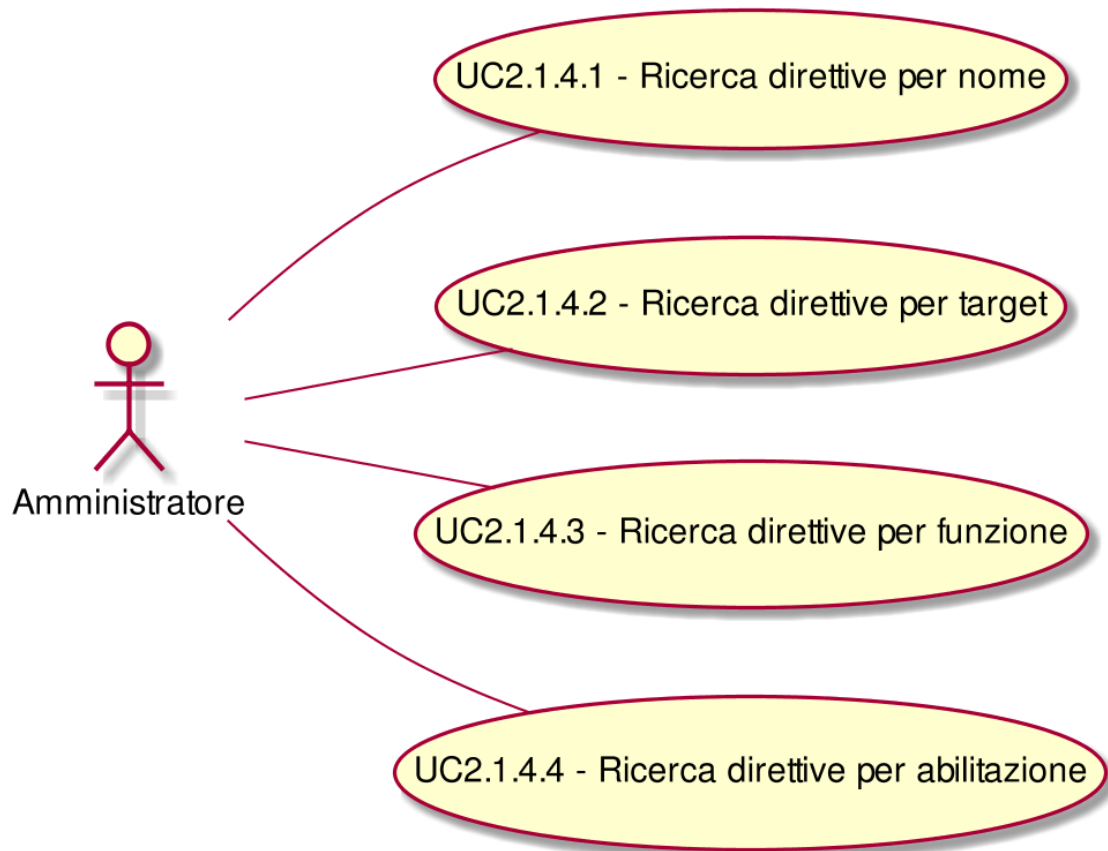 UC2.1.4.1 - Ricerca direttive per nome
UC2.1.4.2 - Ricerca direttive per target
Amministratore
UC2.1.4.3 - Ricerca direttive per funzione
UC2.1.4.4 - Ricerca direttive per abilitazione